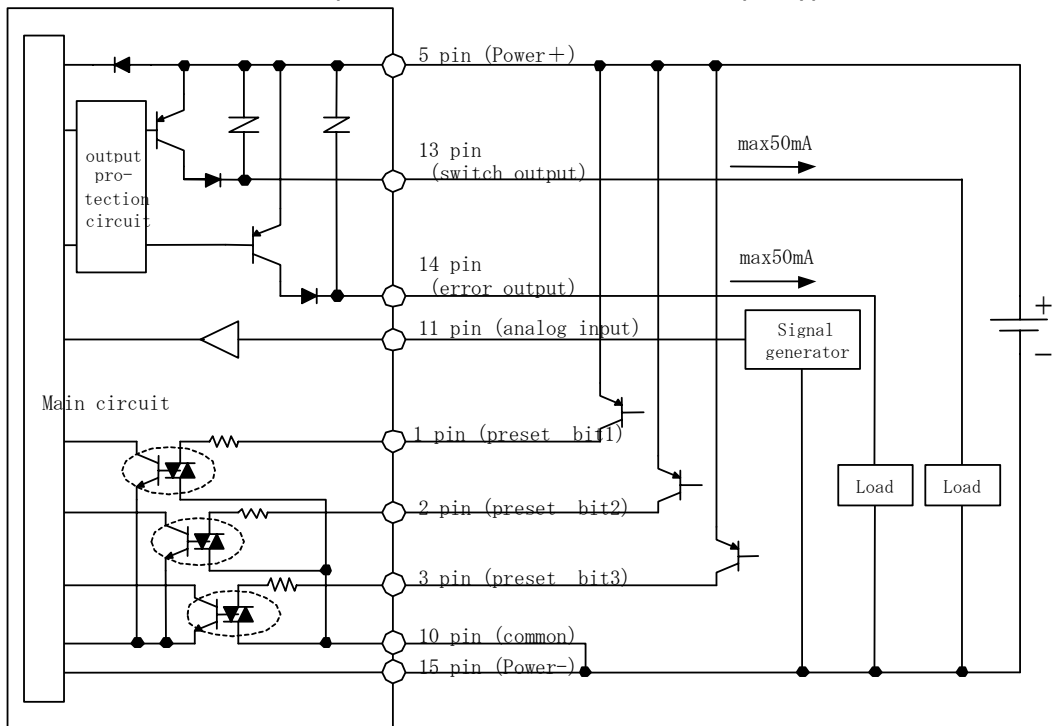 5 pin (Power＋)
13 pin
(switch output)
max50mA
output
pro-
tection
circuit
14 pin
(error output)
max50mA
11 pin (analog input)
Signal
generator
+
−
Main circuit
1 pin (preset bit1)
Load
Load
2 pin (preset bit2)
3 pin (preset bit3)
10 pin (common)
15 pin (Power-)